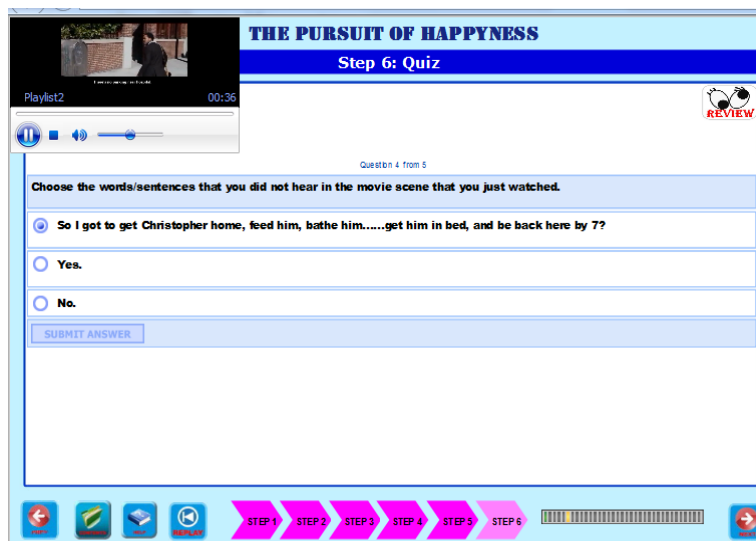 THE PURSUIT OF HAPPYNESS
Step 6: Quiz
Playlist2 00:36
REVIEW
Question 4 from 5
Choose the words/sentences that you did not hear in the movie scene that you just watched.
So I got to get Christopher home, feed him, bathe him......get him in bed, and be back here by 7?
Yes.
No.
SUBMIT ANSWER
REPLAY
STEP 1 STEP 2 STEP 3 STEP 4 STEP 5 STEP 6